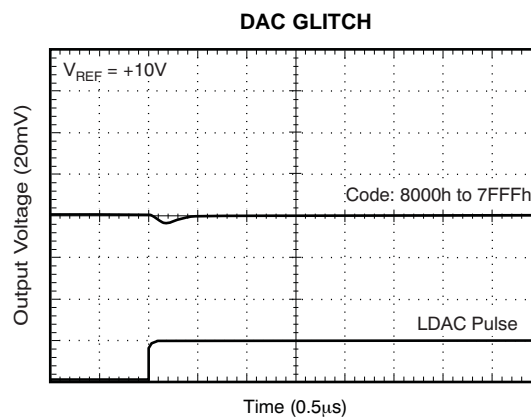 DAC GLITCH
V_REF = +10V
Output Voltage (20mV)
Code: 8000h to 7FFFh
LDAC Pulse
Time (0.5μs)